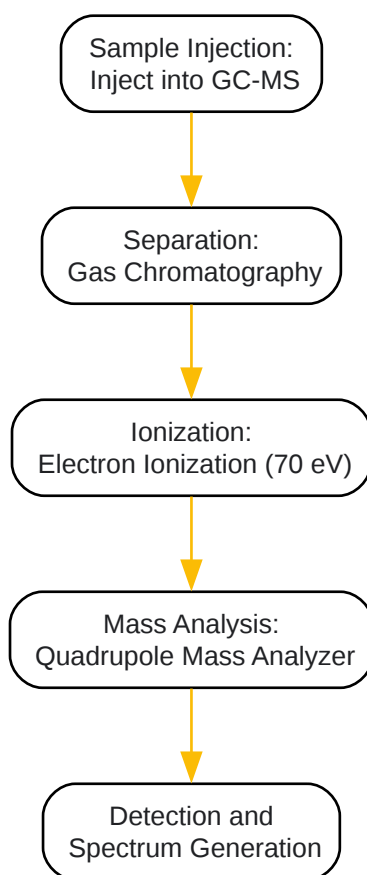 Sample Injection:
Inject into GC-MS
Separation:
Gas Chromatography
Ionization:
Electron Ionization (70 eV)
Mass Analysis:
Quadrupole Mass Analyzer
Detection and
Spectrum Generation